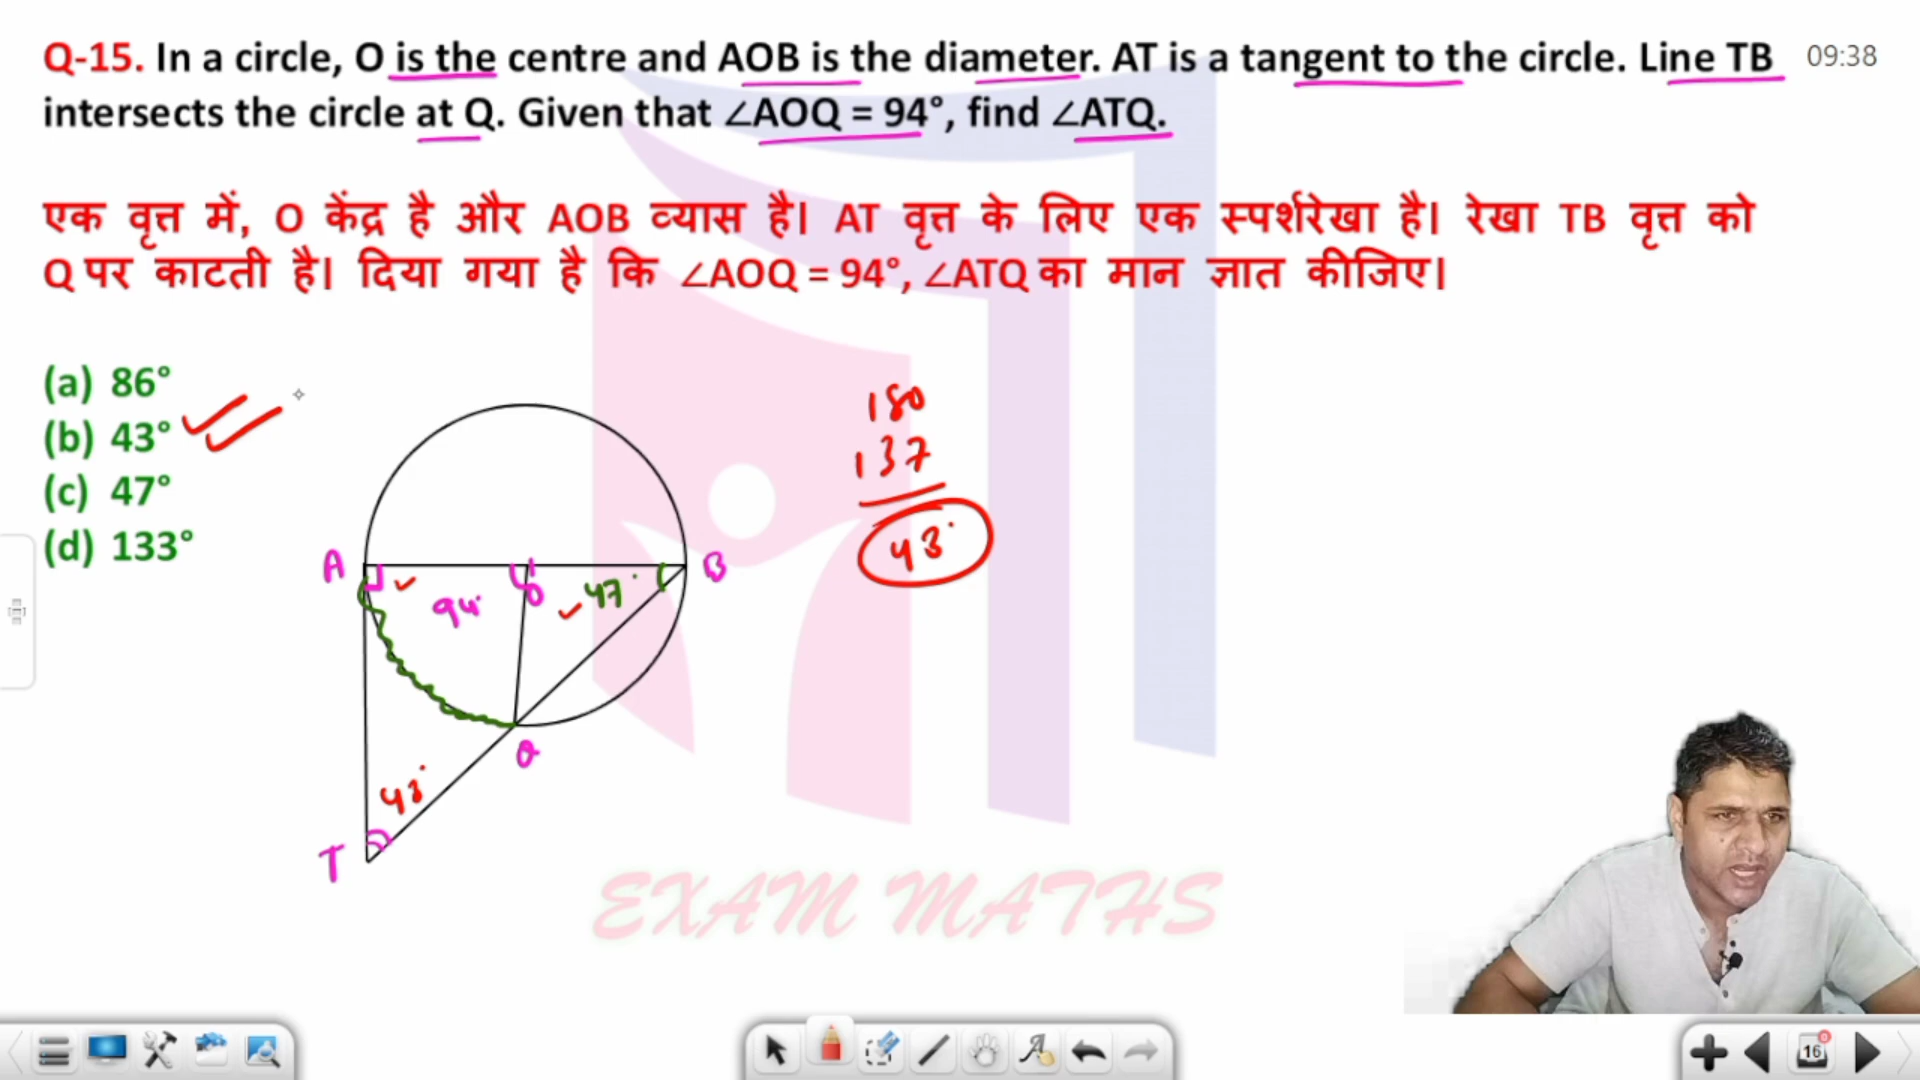 Q-15. In a circle, O is the centre and AOB is the diameter. AT is a tangent to the circle. Line TB
09:38
intersects the circle at Q. Given that ∠AOQ = 94°, find ∠ATQ.
एक वृत्त में, O केंद्र है और AOB व्यास है। AT वृत्त के लिए एक स्पर्शरेखा है। रेखा TB वृत्त को
Q पर काटती है। दिया गया है कि ∠AOQ = 94°, ∠ATQ का मान ज्ञात कीजिए।
(a) 86°
(b) 43°
(c) 47°
(d) 133°
180
137
43°
A
B
94°
47°
Q
43°
T
EXAM MATHS
16
0